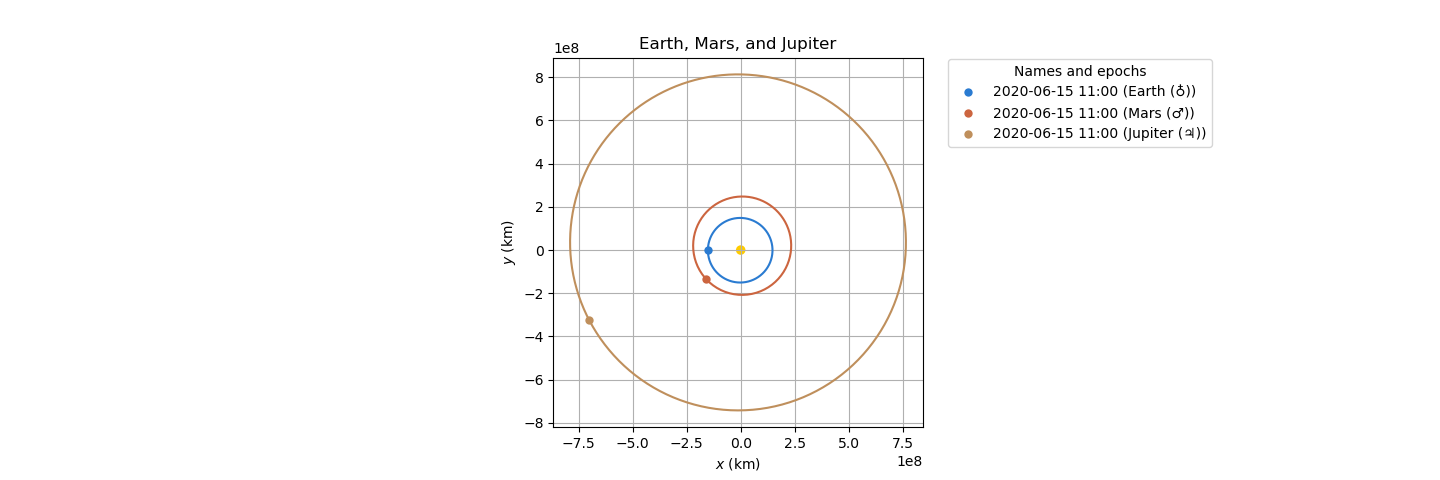 Earth, Mars, and Jupiter
1e8
8
6
4
2
0
−2
−4
−6
−8
y (km)
−7.5 −5.0 −2.5 0.0 2.5 5.0 7.5
1e8
x (km)
Names and epochs
2020-06-15 11:00 (Earth (♁))
2020-06-15 11:00 (Mars (♂))
2020-06-15 11:00 (Jupiter (♃))